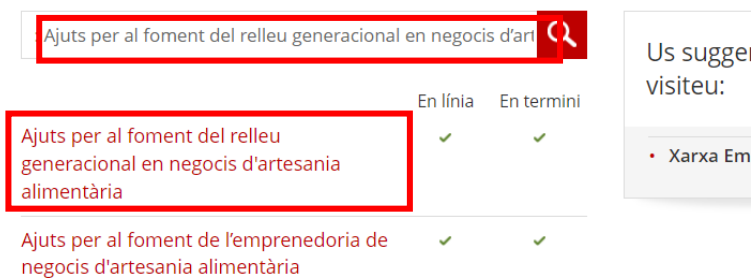 Ajuts per al foment del relleu generacional en negocis d'art
Us sugge
visiteu:
En línia En termini
Ajuts per al foment del relleu
generacional en negocis d'artesania
alimentària
• Xarxa Em
Ajuts per al foment de l'emprenedoria de
negocis d'artesania alimentària